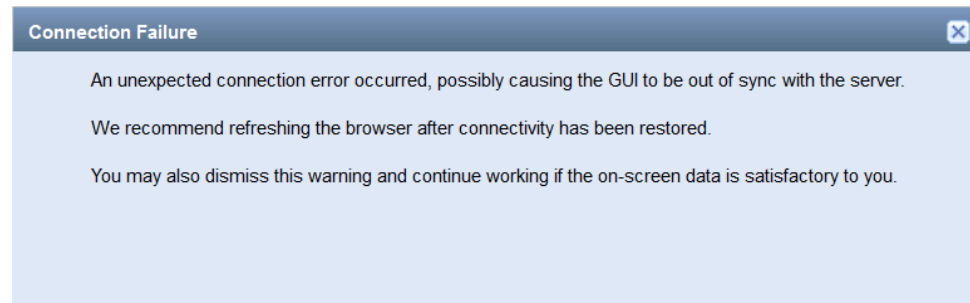 Connection Failure
An unexpected connection error occurred, possibly causing the GUI to be out of sync with the server.
We recommend refreshing the browser after connectivity has been restored.
You may also dismiss this warning and continue working if the on-screen data is satisfactory to you.